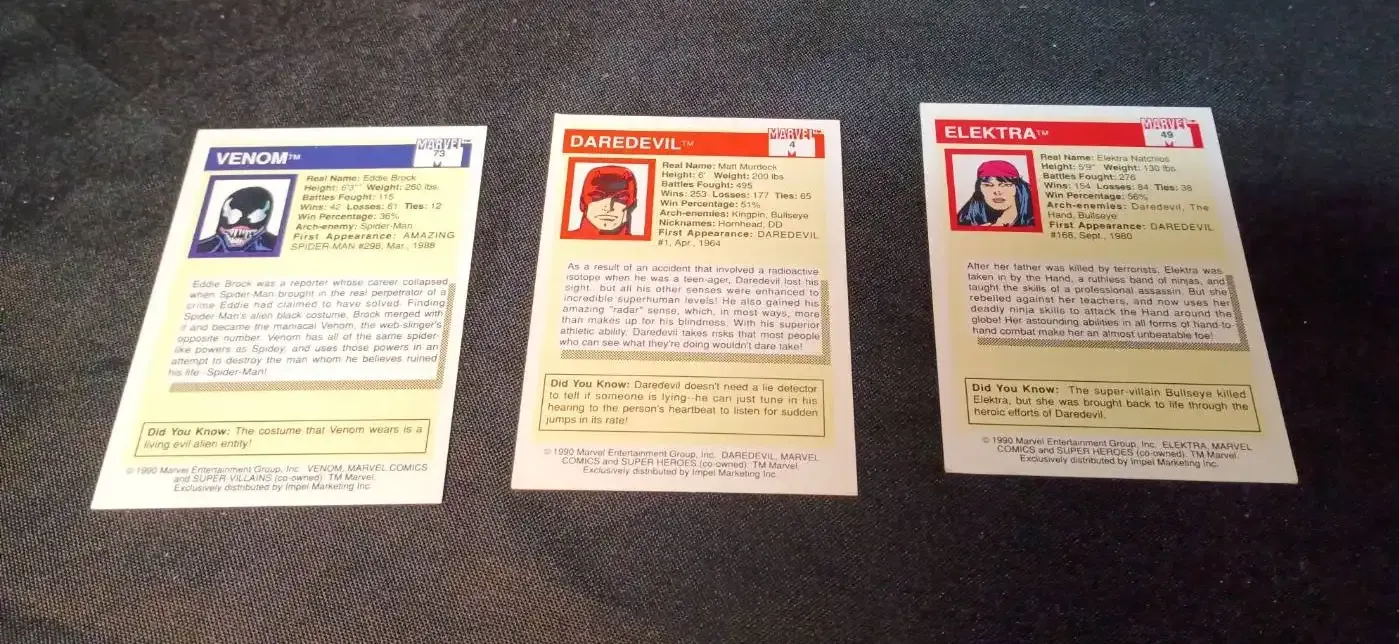 VENOM™
MARVEL™
73
Real Name: Eddie Brock
Height: 6'3" Weight: 260 lbs.
Battles Fought: 115
Wins: 42 Losses: 61 Ties: 12
Win Percentage: 36%
Arch-enemy: Spider-Man
First Appearance: AMAZING
SPIDER-MAN #298, Mar., 1988
Eddie Brock was a reporter whose career collapsed
when Spider-Man brought in the real perpetrator of a
crime Eddie had claimed to have solved. Finding
Spider-Man's alien black costume, Brock merged with
it and became the maniacal Venom, the web-slinger's
opposite number. Venom has all of the same spider-
like powers as Spidey, and uses those powers in an
attempt to destroy the man whom he believes ruined
his life--Spider-Man!
Did You Know: The costume that Venom wears is a
living evil alien entity!
© 1990 Marvel Entertainment Group, Inc. VENOM, MARVEL COMICS
and SUPER-VILLAINS (co-owned) TM Marvel.
Exclusively distributed by Impel Marketing Inc.
DAREDEVIL™
MARVEL™
4
Real Name: Matt Murdock
Height: 6' Weight: 200 lbs
Battles Fought: 495
Wins: 253 Losses: 177 Ties: 65
Win Percentage: 51%
Arch-enemies: Kingpin, Bullseye
Nicknames: Hornhead, DD
First Appearance: DAREDEVIL
#1, Apr., 1964
As a result of an accident that involved a radioactive
isotope when he was a teen-ager, Daredevil lost his
sight...but all his other senses were enhanced to
incredible superhuman levels! He also gained his
amazing "radar" sense, which, in most ways, more
than makes up for his blindness. With his superior
athletic ability, Daredevil takes risks that most people
who can see what they're doing wouldn't dare take!
Did You Know: Daredevil doesn't need a lie detector
to tell if someone is lying--he can just tune in his
hearing to the person's heartbeat to listen for sudden
jumps in its rate!
© 1990 Marvel Entertainment Group, Inc. DAREDEVIL, MARVEL
COMICS and SUPER HEROES (co-owned) TM Marvel.
Exclusively distributed by Impel Marketing Inc.
ELEKTRA™
MARVEL™
49
Real Name: Elektra Natchios
Height: 5'9" Weight: 130 lbs.
Battles Fought: 276
Wins: 154 Losses: 84 Ties: 38
Win Percentage: 56%
Arch-enemies: Daredevil, The
Hand, Bullseye
First Appearance: DAREDEVIL
#168, Sept., 1980
After her father was killed by terrorists, Elektra was
taken in by the Hand, a ruthless band of ninjas, and
taught the skills of a professional assassin. But she
rebelled against her teachers, and now uses her
deadly ninja skills to attack the Hand around the
globe! Her astounding abilities in all forms of hand-to-
hand combat make her an almost unbeatable foe!
Did You Know: The super-villain Bullseye killed
Elektra, but she was brought back to life through the
heroic efforts of Daredevil.
© 1990 Marvel Entertainment Group, Inc. ELEKTRA, MARVEL
COMICS and SUPER HEROES (co-owned) TM Marvel.
Exclusively distributed by Impel Marketing Inc.